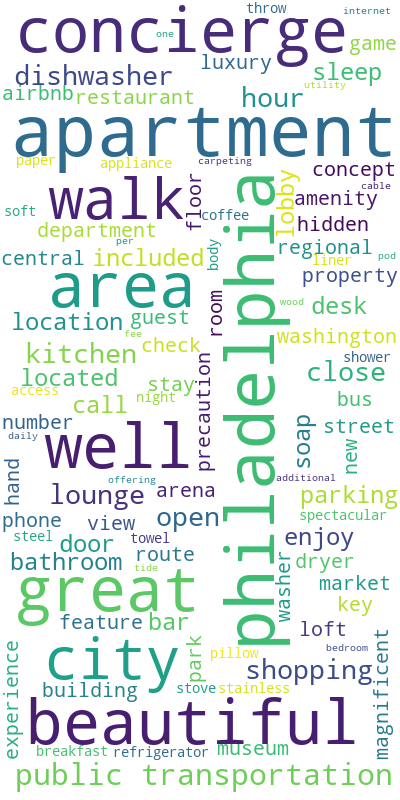 throw
internet
concierge
one
luxury
game
dishwasher
sleep
utility
airbnb
restaurant
hour
apartment
paper
appliance
carpeting
concept
cable
walk
floor
lobby
amenity
soft
coffee
hidden
department
per
body
regional
pod
central
included
liner
area
property
philadelphia
room
wood
location
guest
desk
fee
washington
kitchen
check
shower
located
stay
close
access
night
call
precaution
bus
number
soap
street
daily
well
new
hand
offering
additional
lounge
arena
parking
phone
view
open
spectacular
steel
door
towel
enjoy
bathroom
route
washer
dryer
tide
market
great
key
feature
bar
loft
city
park
pillow
bedroom
experience
shopping
magnificent
building
stove
stainless
beautiful
breakfast
refrigerator
museum
public transportation